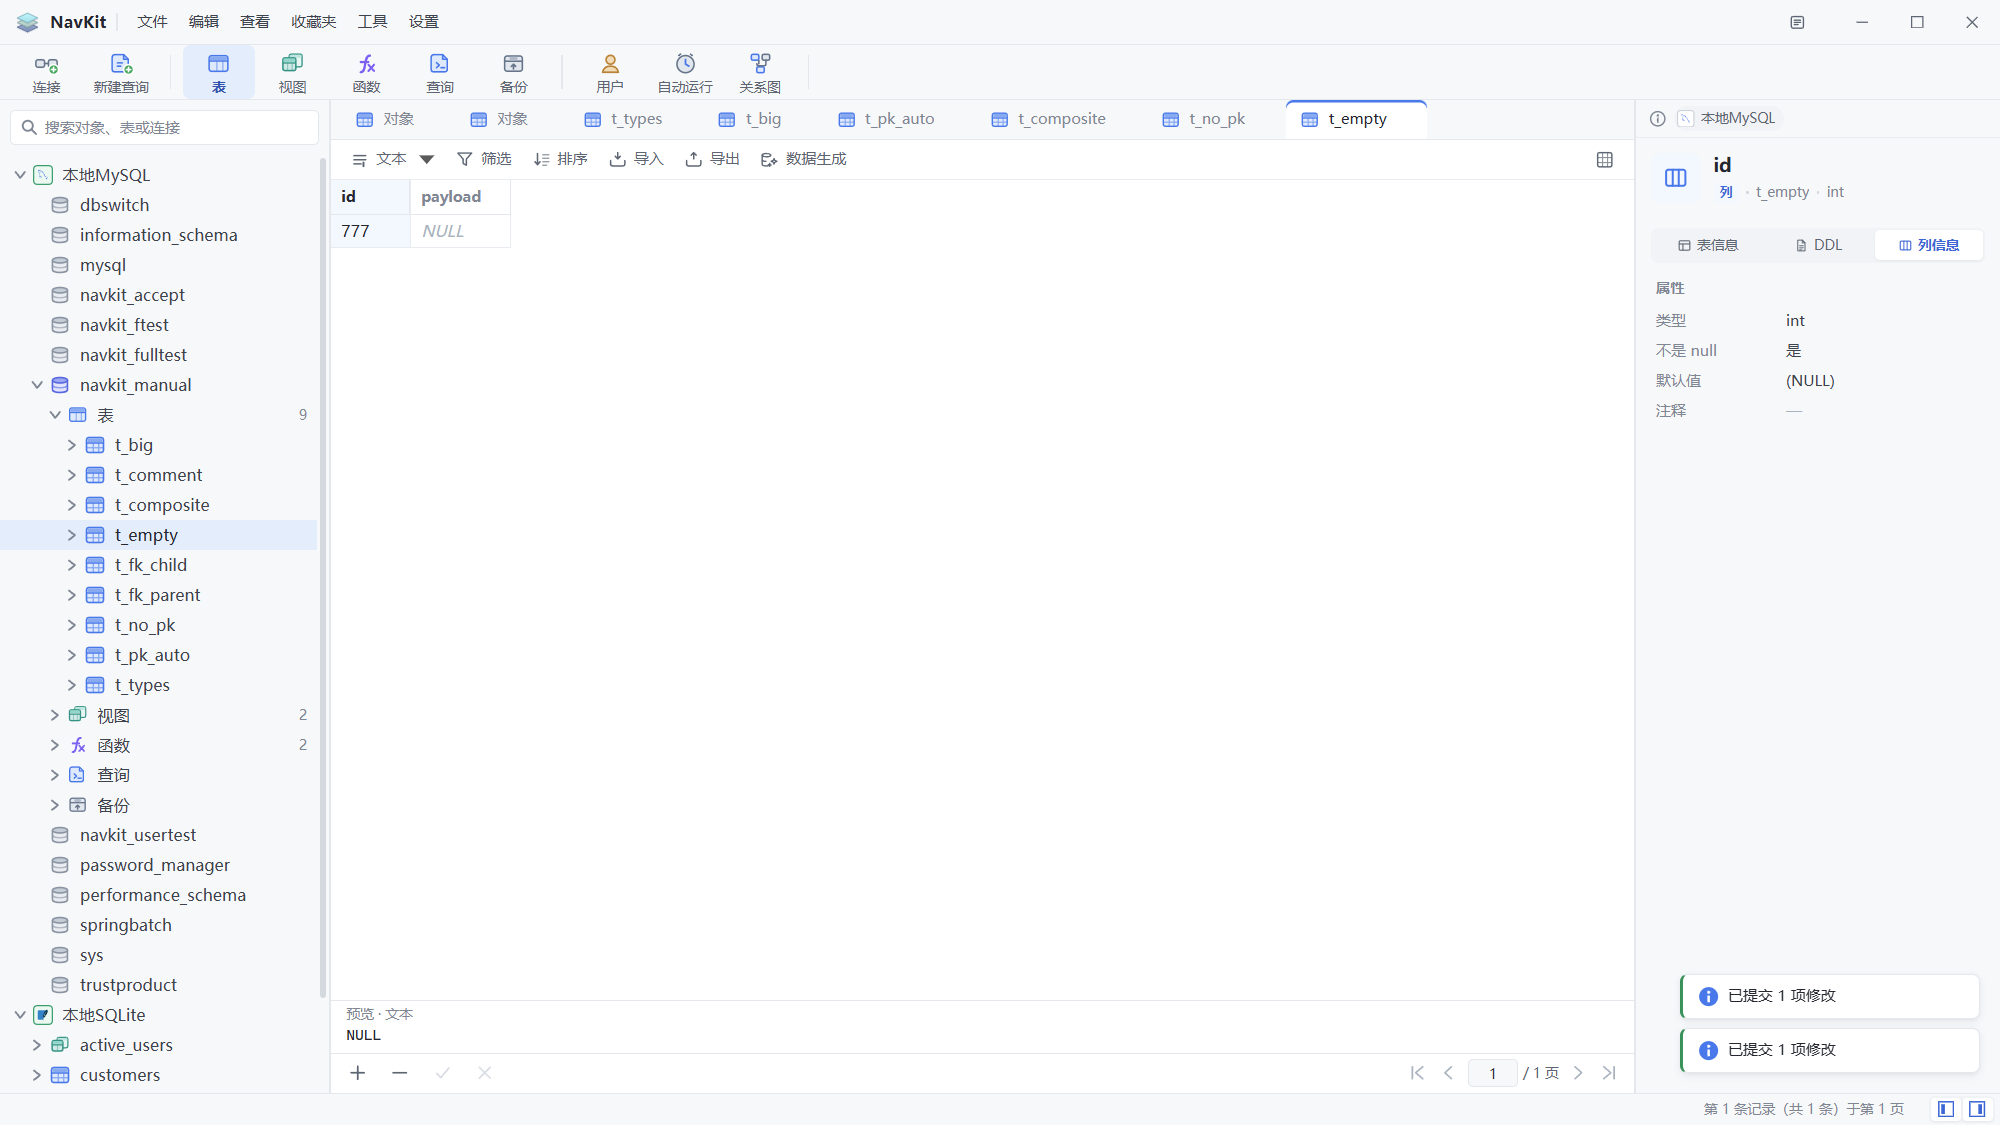 NavKit 文件 编辑 查看 收藏夹 工具 设置
连接 新建查询 表 视图 函数 查询 备份 用户 自动运行 关系图
搜索对象、表或连接
本地MySQL
dbswitch
information_schema
mysql
navkit_accept
navkit_ftest
navkit_fulltest
navkit_manual
表 9
t_big
t_comment
t_composite
t_empty
t_fk_child
t_fk_parent
t_no_pk
t_pk_auto
t_types
视图 2
函数 2
查询
备份
navkit_usertest
password_manager
performance_schema
springbatch
sys
trustproduct
本地SQLite
active_users
customers
对象 对象 t_types t_big t_pk_auto t_composite t_no_pk t_empty
文本 筛选 排序 导入 导出 数据生成
id payload
777 NULL
预览 · 文本
NULL
1 / 1 页
本地MySQL
id
列 · t_empty · int
表信息 DDL 列信息
属性
类型 int
不是 null 是
默认值 (NULL)
注释 —
已提交 1 项修改
已提交 1 项修改
第 1 条记录（共 1 条）于第 1 页